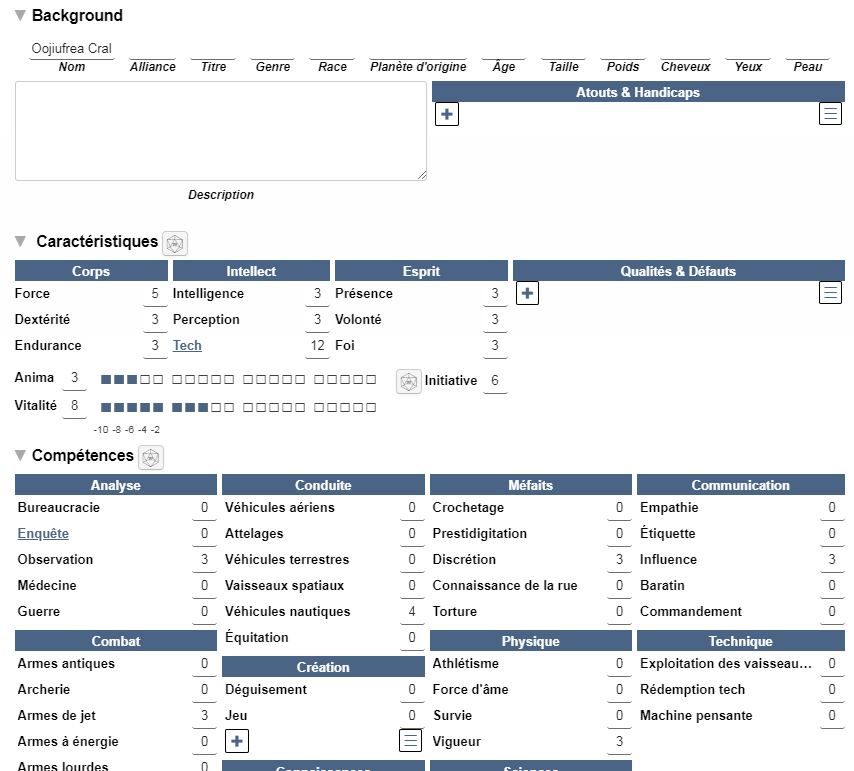 Background
Oojiufrea Cral
Nom Alliance Titre Genre Race Planète d'origine Âge Taille Poids Cheveux Yeux Peau
Atouts & Handicaps
Description
Caractéristiques
Corps Intellect Esprit Qualités & Défauts
Force 5 Intelligence 3 Présence 3
Dextérité 3 Perception 3 Volonté 3
Endurance 3 Tech 12 Foi 3
Anima 3 Initiative 6
Vitalité 8
-10 -8 -6 -4 -2
Compétences
Analyse Conduite Méfaits Communication
Bureaucracie 0 Véhicules aériens 0 Crochetage 0 Empathie 0
Enquête 0 Attelages 0 Prestidigitation 0 Étiquette 0
Observation 3 Véhicules terrestres 0 Discrétion 3 Influence 3
Médecine 0 Vaisseaux spatiaux 0 Connaissance de la rue 0 Baratin 0
Guerre 0 Véhicules nautiques 4 Torture 0 Commandement 0
Combat Équitation 0 Physique Technique
Armes antiques 0 Création Athlétisme 0 Exploitation des vaisseau... 0
Archerie 0 Déguisement 0 Force d'âme 0 Rédemption tech 0
Armes de jet 3 Jeu 0 Survie 0 Machine pensante 0
Armes à énergie 0 Vigueur 3
Armes lourdes 0 Connaissances Sciences